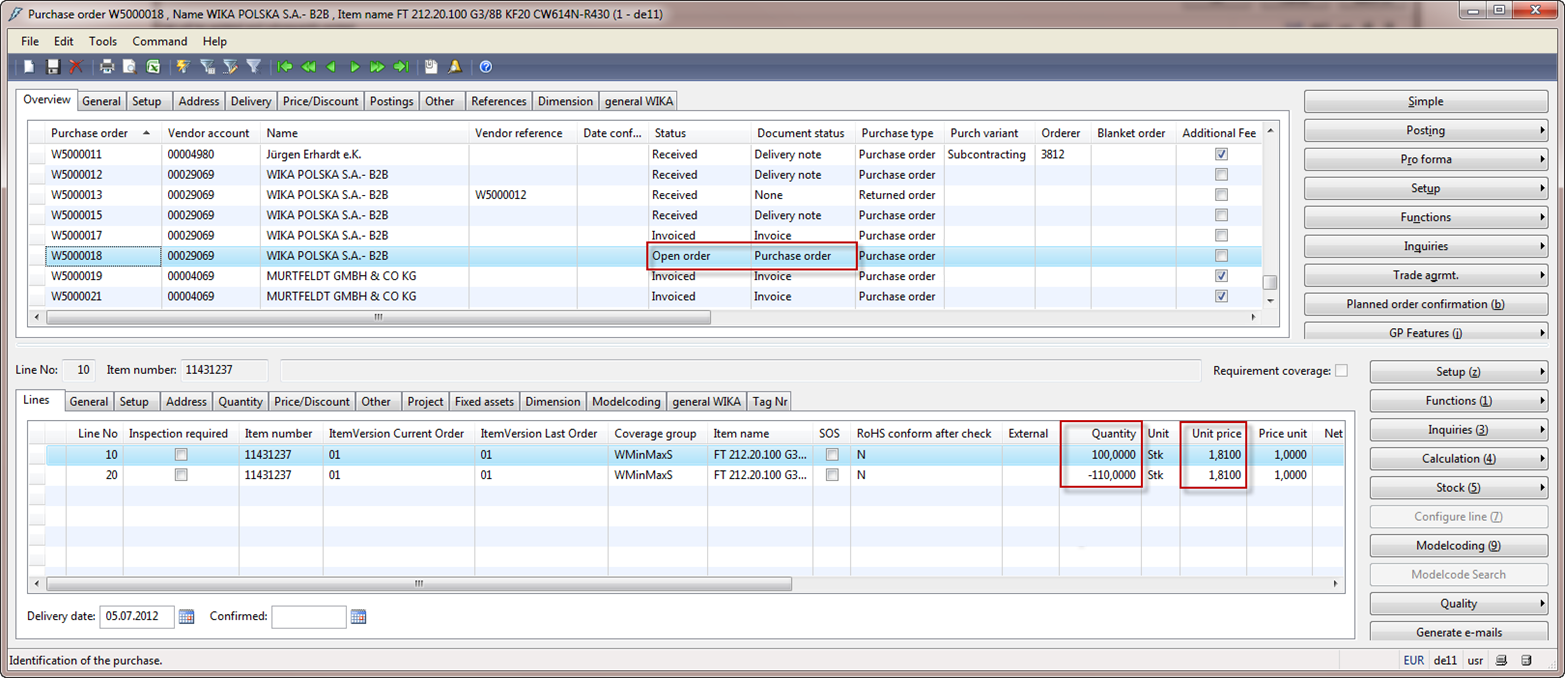 Purchase order W5000018 , Name WIKA POLSKA S.A.- B2B , Item name FT 212.20.100 G3/8B KF20 CW614N-R430 (1 - de11)
File Edit Tools Command Help
Overview General Setup Address Delivery Price/Discount Postings Other References Dimension general WIKA
Purchase order Vendor account Name Vendor reference Date conf... Status Document status Purchase type Purch variant Orderer Blanket order Additional Fee
W5000011 00004980 Jürgen Erhardt e.K. Received Delivery note Purchase order Subcontracting 3812
W5000012 00029069 WIKA POLSKA S.A.- B2B Received Delivery note Purchase order
W5000013 00029069 WIKA POLSKA S.A.- B2B W5000012 Received None Returned order
W5000015 00029069 WIKA POLSKA S.A.- B2B Received Delivery note Purchase order
W5000017 00029069 WIKA POLSKA S.A.- B2B Invoiced Invoice Purchase order
W5000018 00029069 WIKA POLSKA S.A.- B2B Open order Purchase order Purchase order
W5000019 00004069 MURTFELDT GMBH & CO KG Invoiced Invoice Purchase order
W5000021 00004069 MURTFELDT GMBH & CO KG Invoiced Invoice Purchase order
Simple
Posting
Pro forma
Setup
Functions
Inquiries
Trade agrmt.
Planned order confirmation (b)
GP Features (j)
Line No: 10 Item number: 11431237 Requirement coverage:
Lines General Setup Address Quantity Price/Discount Other Project Fixed assets Dimension Modelcoding general WIKA Tag Nr
Line No Inspection required Item number ItemVersion Current Order ItemVersion Last Order Coverage group Item name SOS RoHS conform after check External Quantity Unit Unit price Price unit Net
10 11431237 01 01 WMinMaxS FT 212.20.100 G3... N 100,0000 Stk 1,8100 1,0000
20 11431237 01 01 WMinMaxS FT 212.20.100 G3... N -110,0000 Stk 1,8100 1,0000
Setup (z)
Functions (1)
Inquiries (3)
Calculation (4)
Stock (5)
Configure line (7)
Modelcoding (9)
Modelcode Search
Quality
Generate e-mails
Delivery date: 05.07.2012 Confirmed:
Identification of the purchase. EUR de11 usr